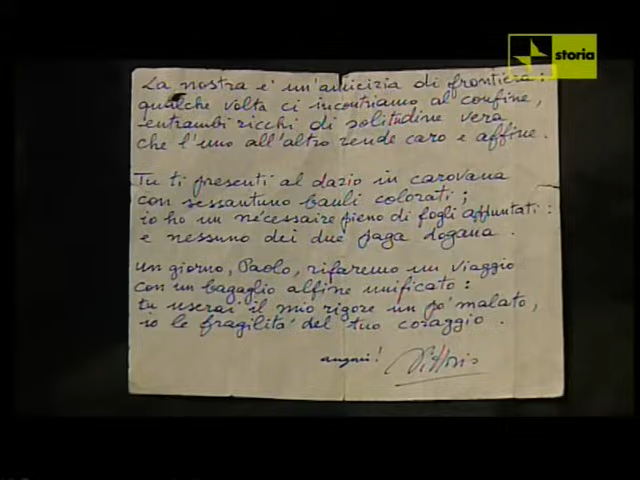 storia
La nostra e' un'amicizia di frontiera:
qualche volta ci incontriamo al confine,
entrambi ricchi di solitudine vera
che l'uno all'altro rende caro e affine.
Tu ti presenti al dazio in carovana
con sessantuno bauli colorati;
io ho un nécessaire pieno di fogli appuntati:
e nessuno dei due paga dogana.
un giorno, Paolo, rifaremo un viaggio
con un bagaglio alfine unificato:
tu userai il mio rigore un po' malato,
io le fragilità del tuo coraggio.
auguri! Vittorio